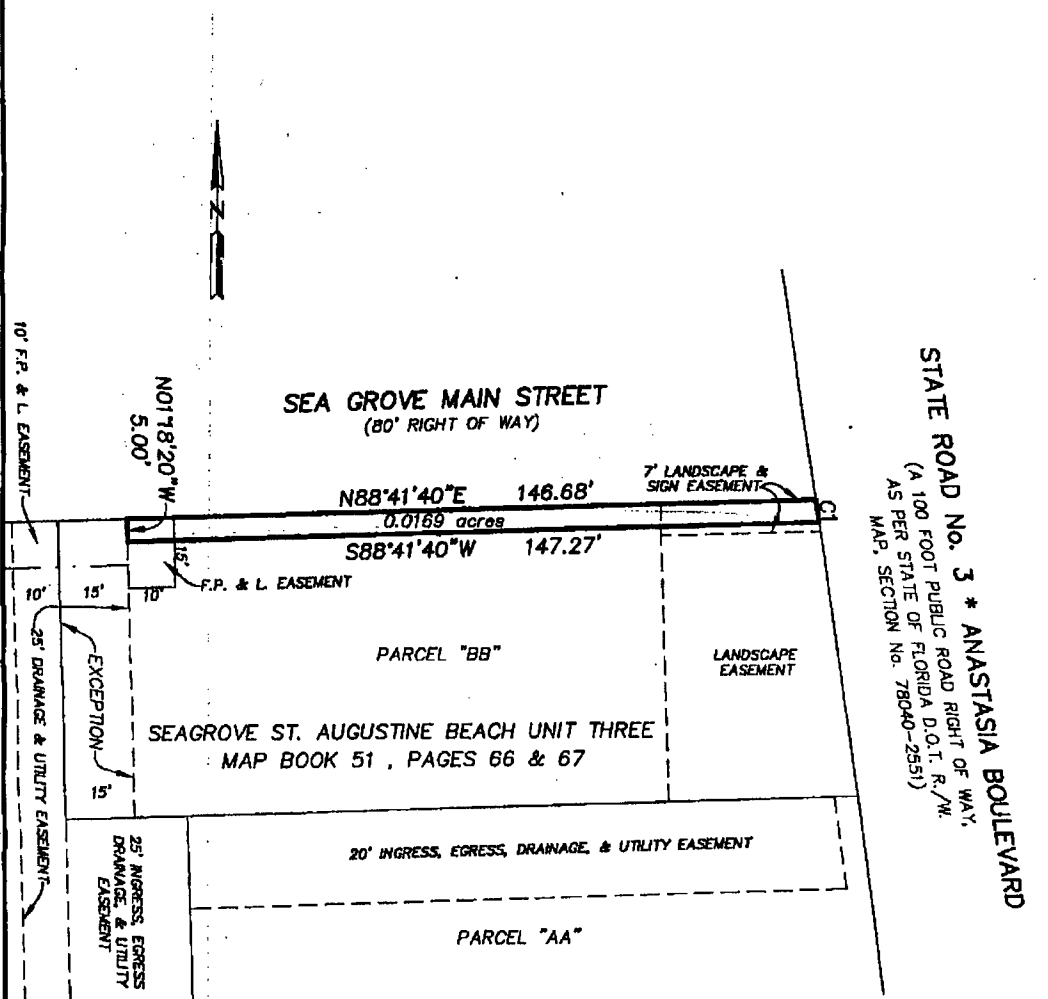 N
STATE ROAD No. 3 * ANASTASIA BOULEVARD
(A 100 FOOT PUBLIC ROAD RIGHT OF WAY,
AS PER STATE OF FLORIDA D.O.T. R./W.
MAP, SECTION No. 78040-2551)
10' F.P. & L. EASEMENT
N01°18'20"W
5.00'
SEA GROVE MAIN STREET
(80' RIGHT OF WAY)
7' LANDSCAPE &
SIGN EASEMENT
C1
N88°41'40"E 146.68'
0.0169 acres
S88°41'40"W 147.27'
15'
F.P. & L. EASEMENT
10'
15'
10'
25' DRAINAGE & UTILITY EASEMENT
EXCEPTION
15'
PARCEL "BB"
LANDSCAPE
EASEMENT
SEAGROVE ST. AUGUSTINE BEACH UNIT THREE
MAP BOOK 51 , PAGES 66 & 67
25' INGRESS, EGRESS
DRAINAGE, & UTILITY
EASEMENT
20' INGRESS, EGRESS, DRAINAGE, & UTILITY EASEMENT
PARCEL "AA"